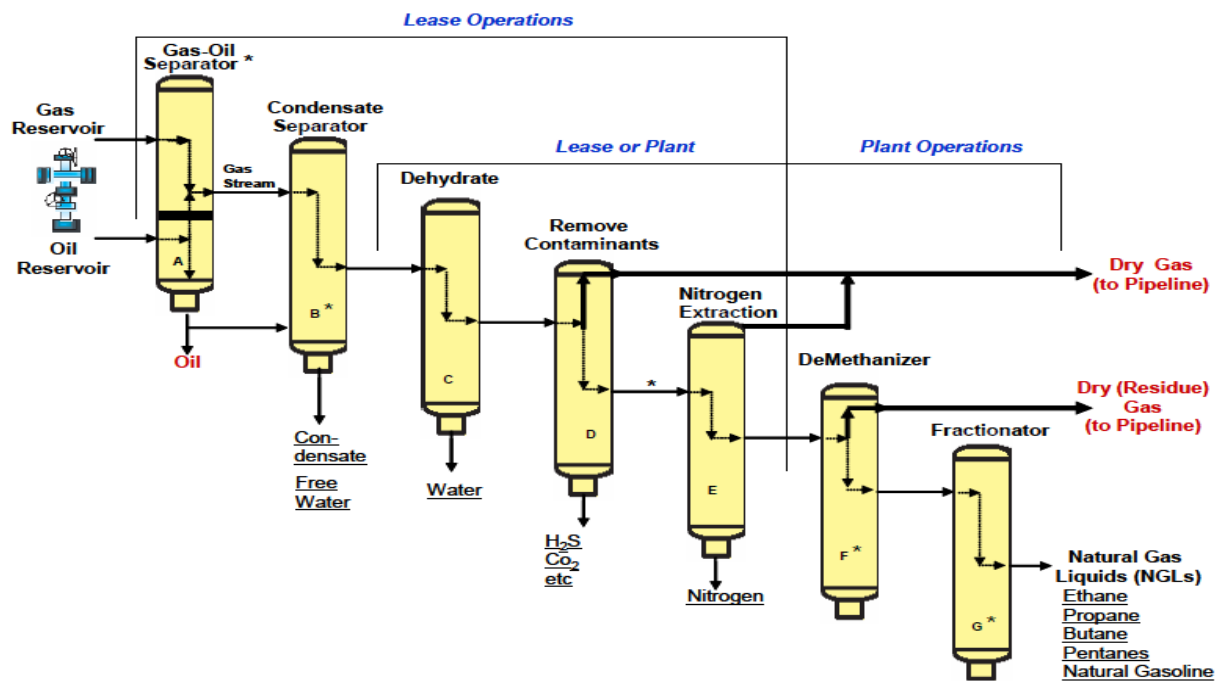 Lease Operations
Gas-Oil
Separator *
Gas
Reservoir
Condensate
Separator
Lease or Plant
Plant Operations
Gas
Stream
Dehydrate
Remove
Contaminants
Oil
Reservoir
A
Dry Gas
(to Pipeline)
Nitrogen
Extraction
B *
Oil
DeMethanizer
C
*
Dry (Residue)
Gas
(to Pipeline)
D
Fractionator
Con-
densate
Free
Water
Water
E
H2S
Co2
etc
F *
Nitrogen
Natural Gas
Liquids (NGLs)
Ethane
Propane
Butane
Pentanes
Natural Gasoline
G *